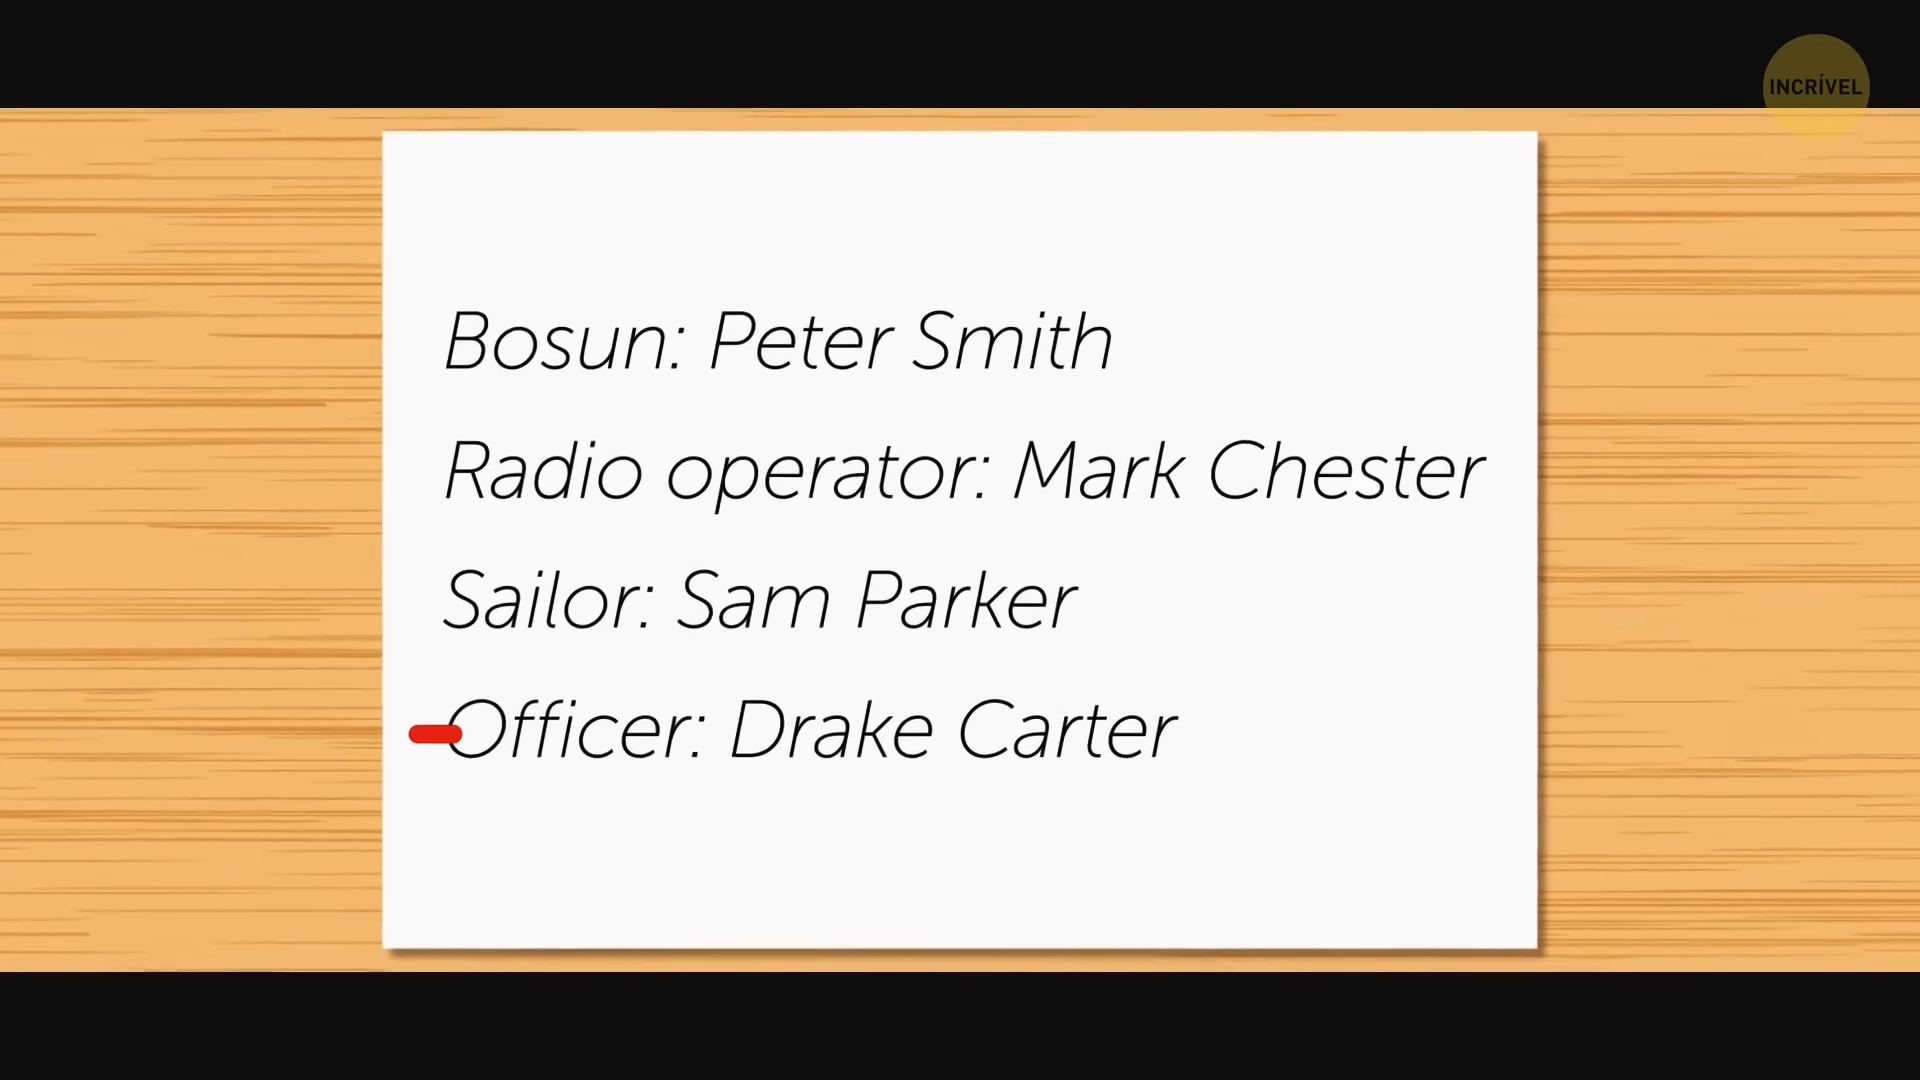 INCRÍVEL
Bosun: Peter Smith
Radio operator: Mark Chester
Sailor: Sam Parker
Officer: Drake Carter